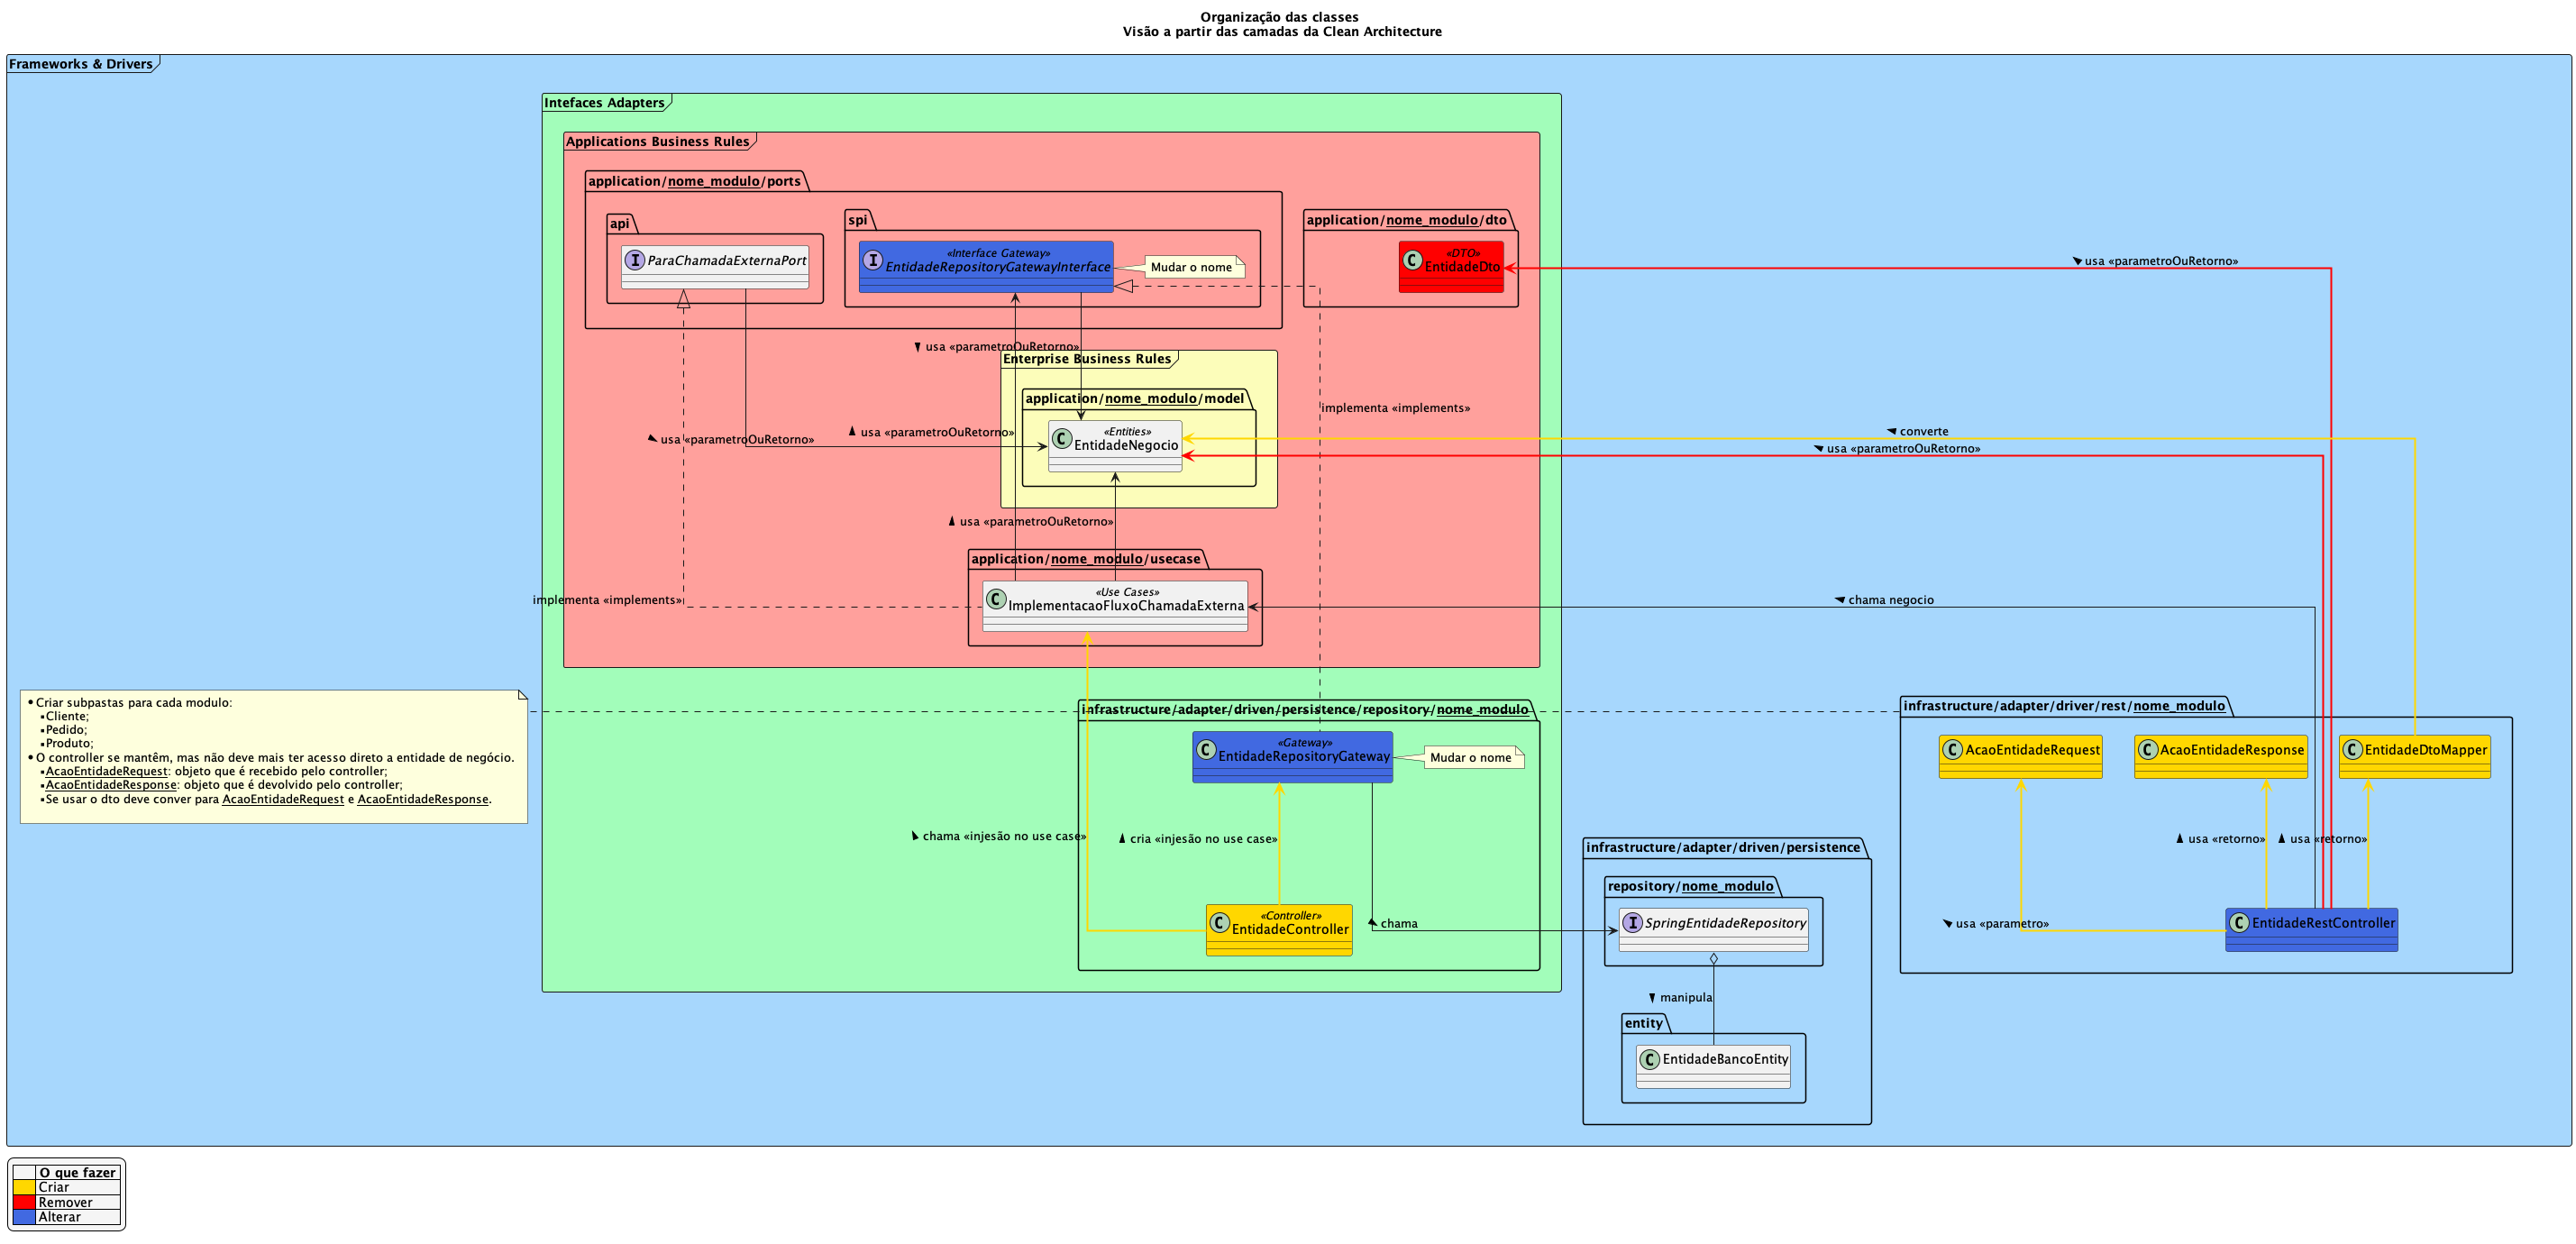 Organização das classes
Visão a partir das camadas da Clean Architecture
Frameworks & Drivers
Intefaces Adapters
Applications Business Rules
application/nome_modulo/ports
api
ParaChamadaExternaPort
spi
«Interface Gateway»
EntidadeRepositoryGatewayInterface
Mudar o nome
application/nome_modulo/dto
«DTO»
EntidadeDto
usa «parametroOuRetorno»
usa «parametroOuRetorno»
Enterprise Business Rules
application/nome_modulo/model
«Entities»
EntidadeNegocio
implementa «implements»
usa «parametroOuRetorno»
usa «parametroOuRetorno»
converte
usa «parametroOuRetorno»
usa «parametroOuRetorno»
application/nome_modulo/usecase
«Use Cases»
ImplementacaoFluxoChamadaExterna
implementa «implements»
chama negocio
Criar subpastas para cada modulo:
Cliente;
Pedido;
Produto;
O controller se mantêm, mas não deve mais ter acesso direto a entidade de negócio.
AcaoEntidadeRequest: objeto que é recebido pelo controller;
AcaoEntidadeResponse: objeto que é devolvido pelo controller;
Se usar o dto deve conver para AcaoEntidadeRequest e AcaoEntidadeResponse.
infrastructure/adapter/driven/persistence/repository/nome_modulo
«Gateway»
EntidadeRepositoryGateway
Mudar o nome
chama «injesão no use case»
cria «injesão no use case»
«Controller»
EntidadeController
chama
infrastructure/adapter/driven/persistence
repository/nome_modulo
SpringEntidadeRepository
manipula
entity
EntidadeBancoEntity
infrastructure/adapter/driver/rest/nome_modulo
AcaoEntidadeRequest
AcaoEntidadeResponse
EntidadeDtoMapper
usa «retorno»
usa «retorno»
usa «parametro»
EntidadeRestController
O que fazer
Criar
Remover
Alterar